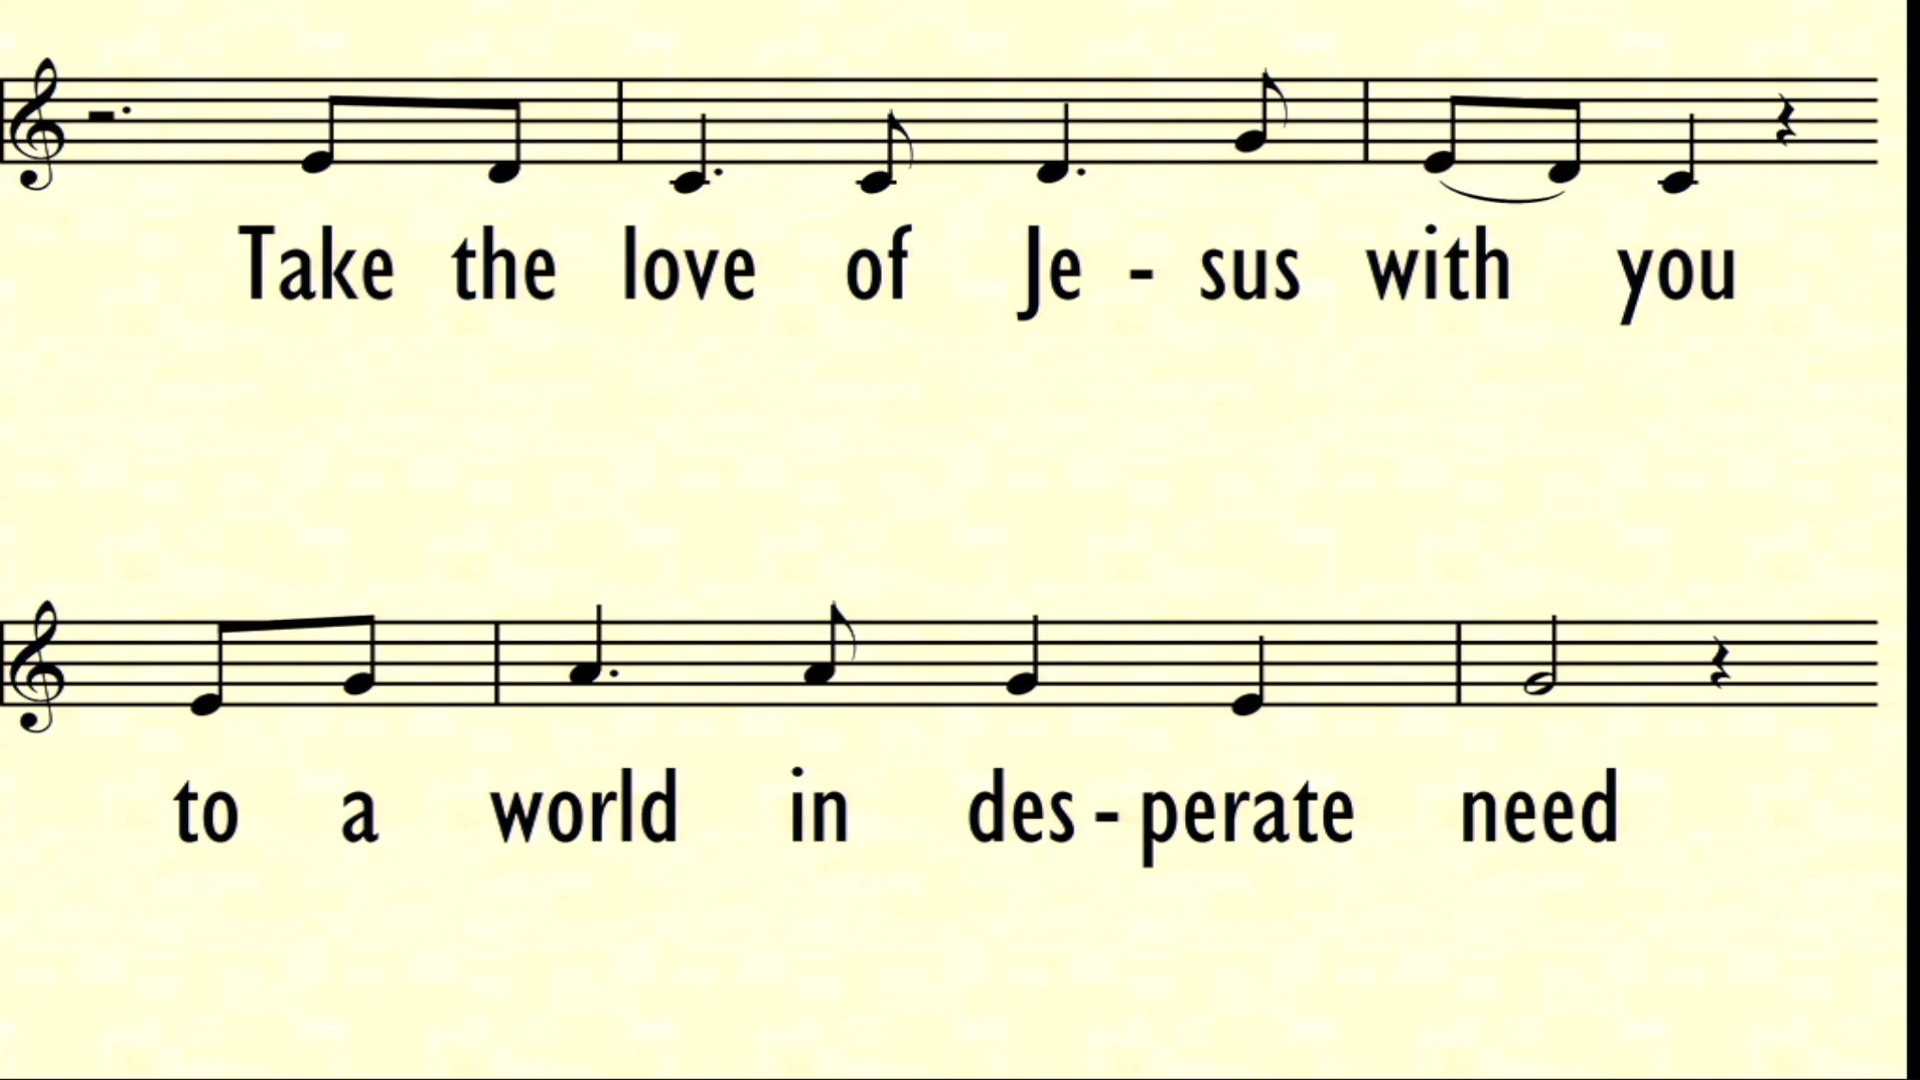 Take the love of Je - sus with you
to a world in des - perate need